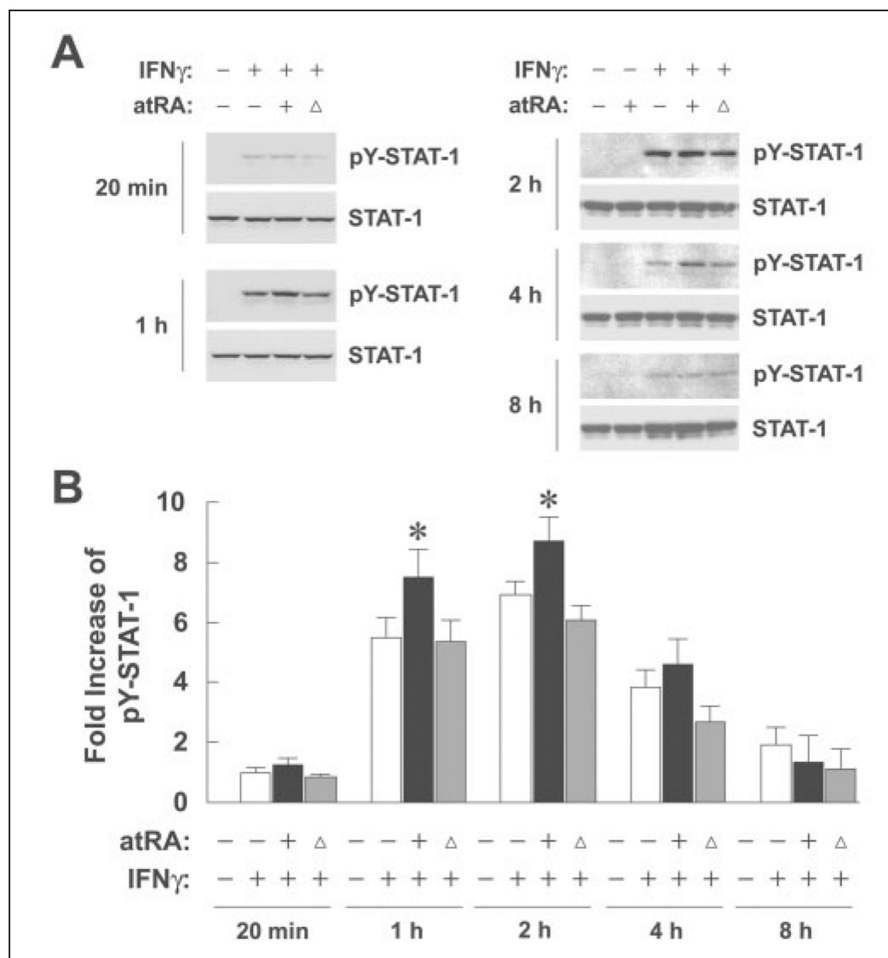 A
IFNγ: – + + +
atRA: – – + △
20 min
pY-STAT-1
STAT-1
1 h
pY-STAT-1
STAT-1
IFNγ: – – + + +
atRA: – + – + △
2 h
pY-STAT-1
STAT-1
4 h
pY-STAT-1
STAT-1
8 h
pY-STAT-1
STAT-1
B
Fold Increase of
pY-STAT-1
10
8
6
4
2
0
* *
atRA: – – + △ – – + △ – – + △ – – + △ – – + △
IFNγ: – + + + – + + + – + + + – + + + – + + +
20 min 1 h 2 h 4 h 8 h